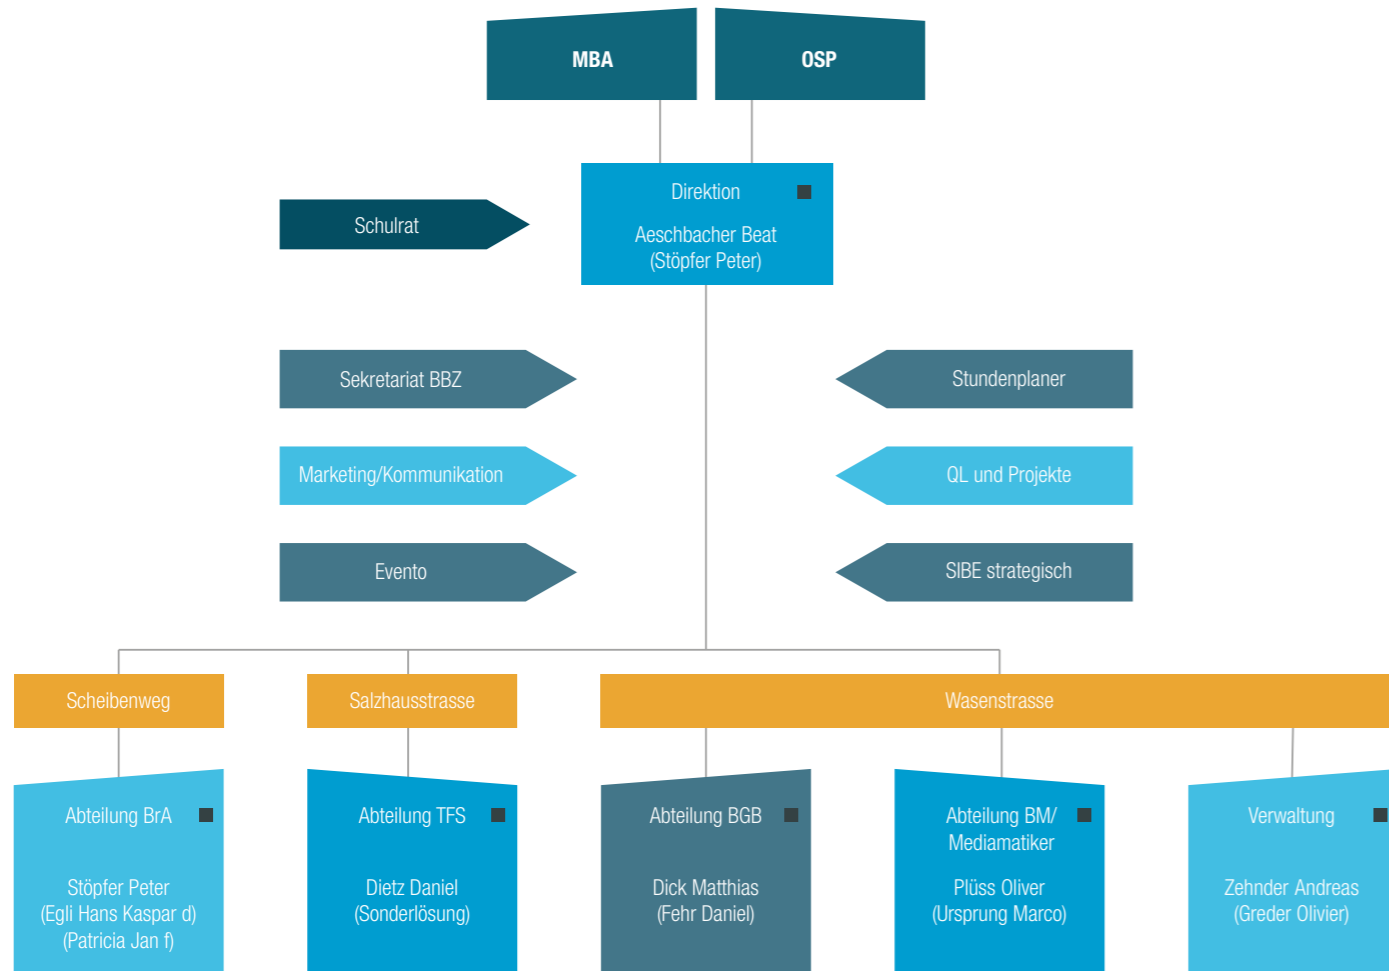 MBA
OSP
Direktion
Aeschbacher Beat
(Stöpfer Peter)
Schulrat
Sekretariat BBZ
Stundenplaner
Marketing/Kommunikation
QL und Projekte
Evento
SIBE strategisch
Scheibenweg
Salzhausstrasse
Wasenstrasse
Abteilung BrA
Stöpfer Peter
(Egli Hans Kaspar d)
(Patricia Jan f)
Abteilung TFS
Dietz Daniel
(Sonderlösung)
Abteilung BGB
Dick Matthias
(Fehr Daniel)
Abteilung BM/
Mediamatiker
Plüss Oliver
(Ursprung Marco)
Verwaltung
Zehnder Andreas
(Greder Olivier)